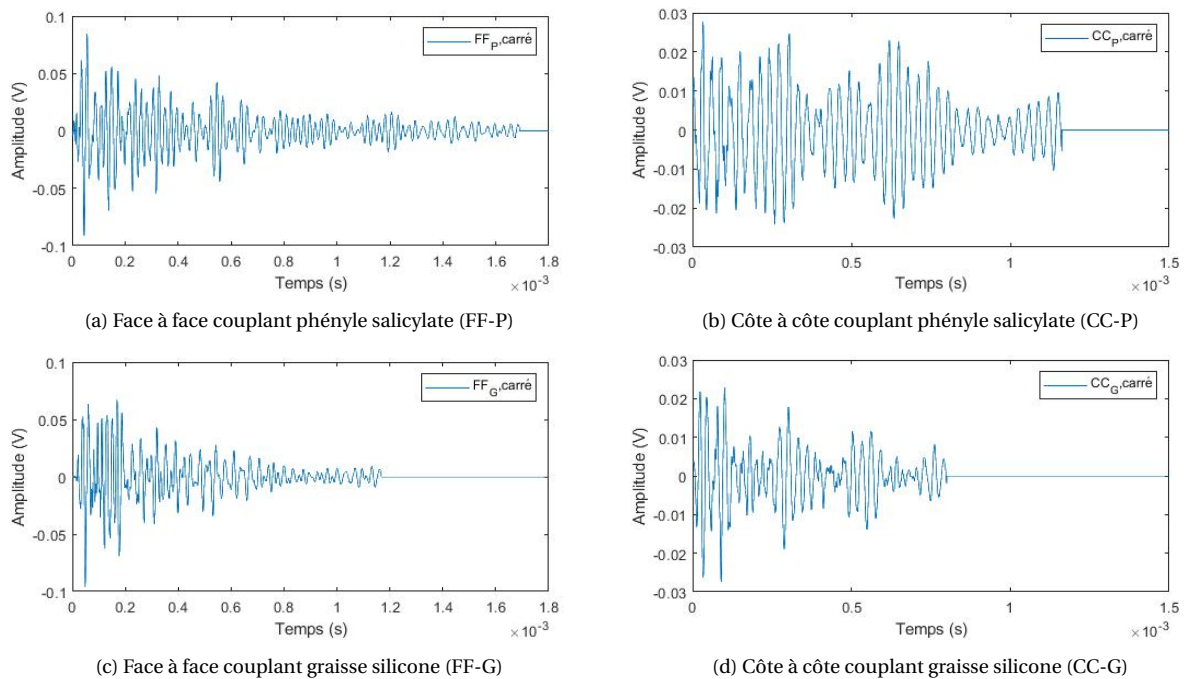 0.1
0.05
0
-0.05
-0.1
Amplitude (V)
FF_P,carré
0 0.2 0.4 0.6 0.8 1 1.2 1.4 1.6 1.8
Temps (s)
×10^-3
(a) Face à face couplant phényle salicylate (FF-P)
0.03
0.02
0.01
0
-0.01
-0.02
-0.03
Amplitude (V)
CC_P,carré
0 0.5 1 1.5
Temps (s)
×10^-3
(b) Côte à côte couplant phényle salicylate (CC-P)
0.1
0.05
0
-0.05
-0.1
Amplitude (V)
FF_G,carré
0 0.2 0.4 0.6 0.8 1 1.2 1.4 1.6 1.8
Temps (s)
×10^-3
(c) Face à face couplant graisse silicone (FF-G)
0.03
0.02
0.01
0
-0.01
-0.02
-0.03
Amplitude (V)
CC_G,carré
0 0.5 1 1.5
Temps (s)
×10^-3
(d) Côte à côte couplant graisse silicone (CC-G)